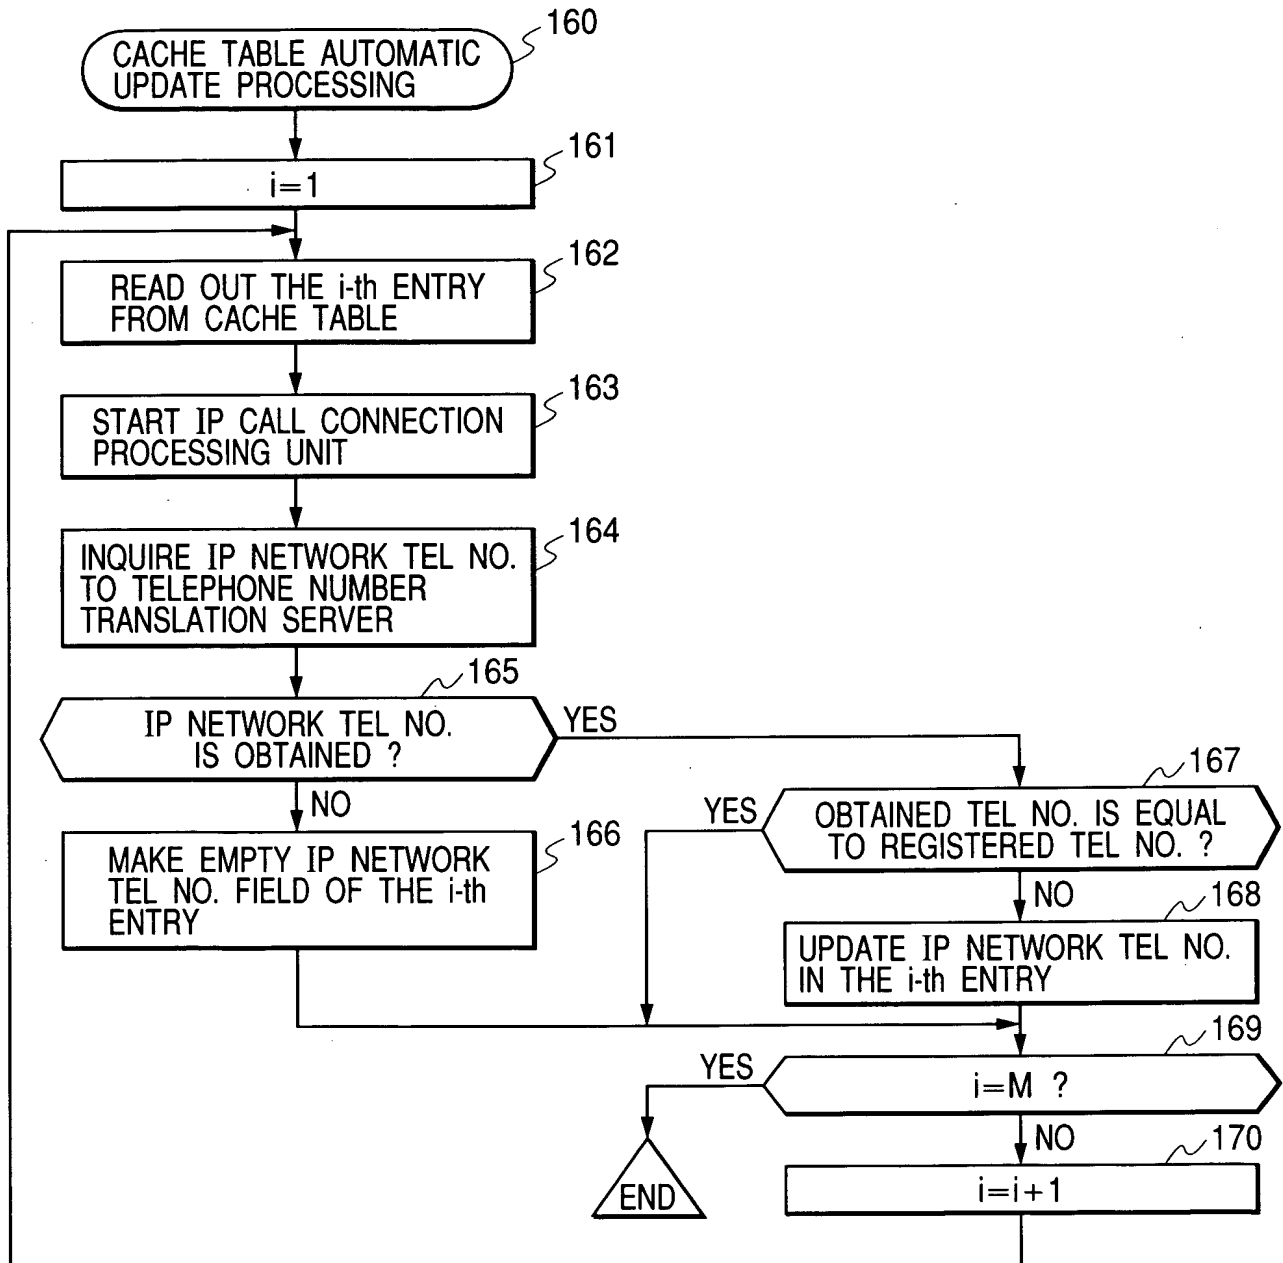 160
CACHE TABLE AUTOMATIC
UPDATE PROCESSING
161
i=1
162
READ OUT THE i-th ENTRY
FROM CACHE TABLE
163
START IP CALL CONNECTION
PROCESSING UNIT
164
INQUIRE IP NETWORK TEL NO.
TO TELEPHONE NUMBER
TRANSLATION SERVER
165
IP NETWORK TEL NO.
IS OBTAINED ?
YES
NO
166
MAKE EMPTY IP NETWORK
TEL NO. FIELD OF THE i-th
ENTRY
167
YES
OBTAINED TEL NO. IS EQUAL
TO REGISTERED TEL NO. ?
NO
168
UPDATE IP NETWORK TEL NO.
IN THE i-th ENTRY
169
YES
i=M ?
NO
END
170
i=i+1